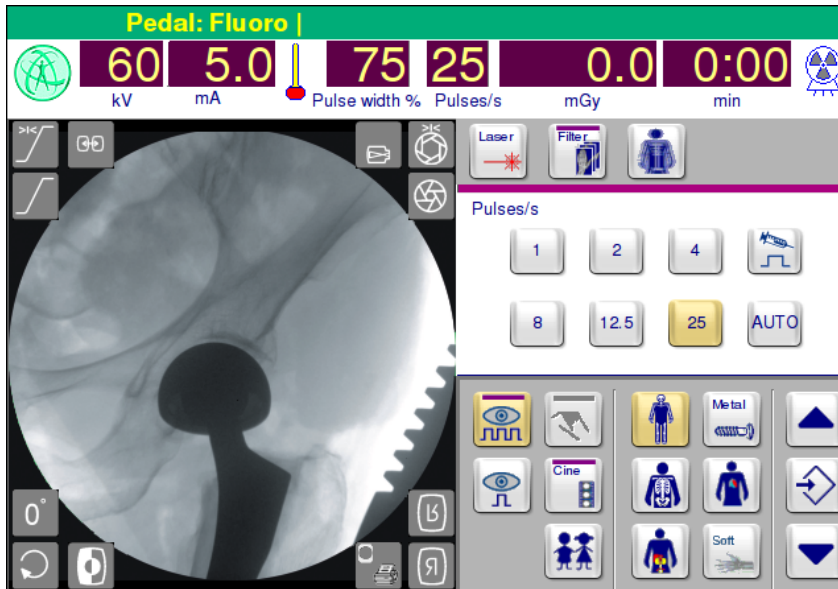 Pedal: Fluoro |
60 5.0 75 25 0.0 0:00
kV mA Pulse width % Pulses/s mGy min
Laser Filter
Pulses/s
1 2 4
8 12.5 25 AUTO
Metal
Cine
0°
R
Soft
R